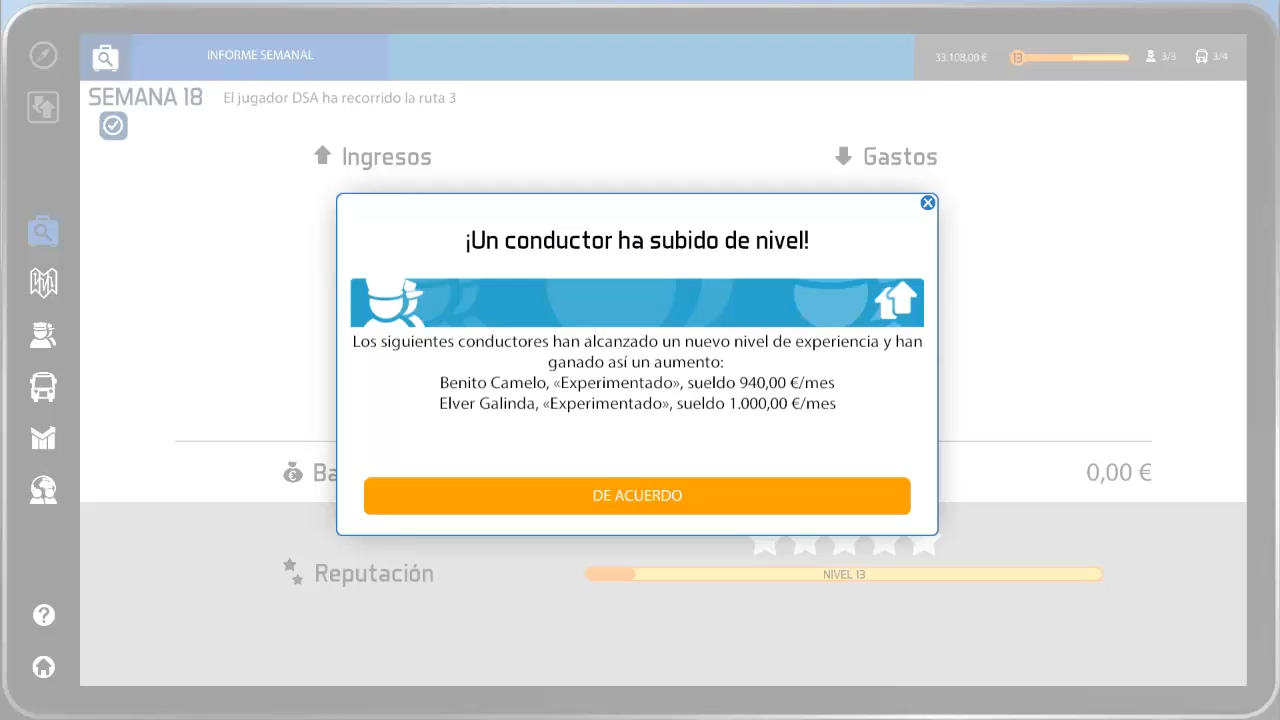 INFORME SEMANAL
33.108,00 €
13
3/3
3/4
SEMANA 18
El jugador DSA ha recorrido la ruta 3
Ingresos
Gastos
¡Un conductor ha subido de nivel!
Los siguientes conductores han alcanzado un nuevo nivel de experiencia y han
ganado así un aumento:
Benito Camelo, «Experimentado», sueldo 940,00 €/mes
Elver Galinda, «Experimentado», sueldo 1.000,00 €/mes
Ba
0,00 €
DE ACUERDO
Reputación
NIVEL 13